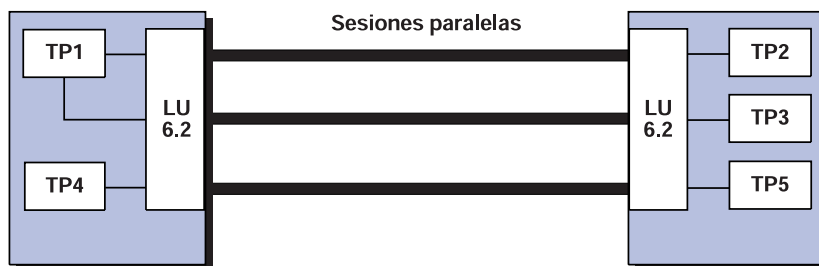 Sesiones paralelas
TP1
TP4
LU
6.2
LU
6.2
TP2
TP3
TP5